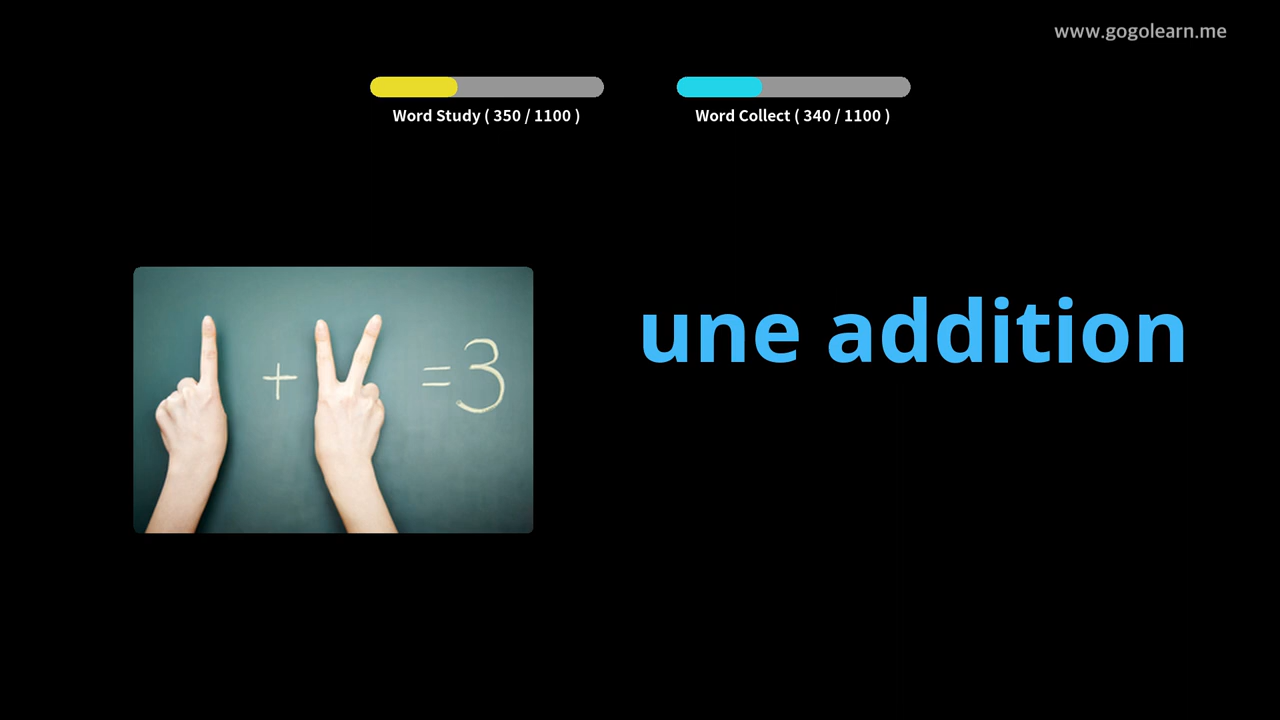 www.gogolearn.me
Word Study ( 350 / 1100 )
Word Collect ( 340 / 1100 )
une addition
+ = 3